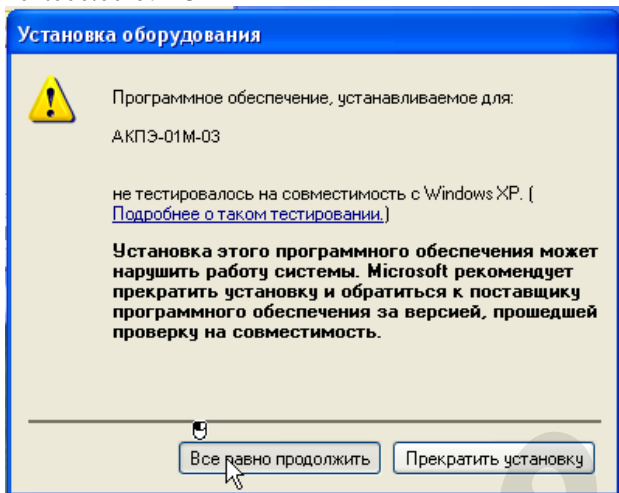 Установка оборудования
Программное обеспечение, устанавливаемое для:
АКПЭ-01М-03
не тестировалось на совместимость с Windows XP. (
Подробнее о таком тестировании.)
Установка этого программного обеспечения может
нарушить работу системы. Microsoft рекомендует
прекратить установку и обратиться к поставщику
программного обеспечения за версией, прошедшей
проверку на совместимость.
Все равно продолжить
Прекратить установку